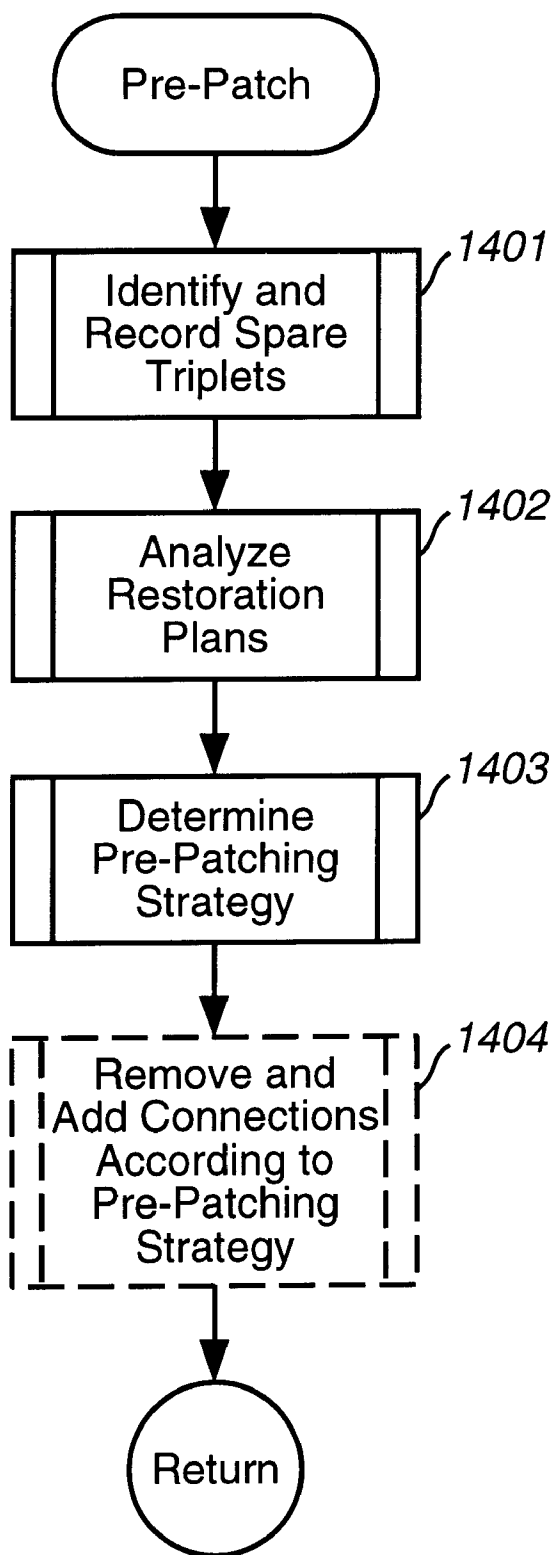 Pre-Patch
1401
Identify and
Record Spare
Triplets
1402
Analyze
Restoration
Plans
1403
Determine
Pre-Patching
Strategy
1404
Remove and
Add Connections
According to
Pre-Patching
Strategy
Return